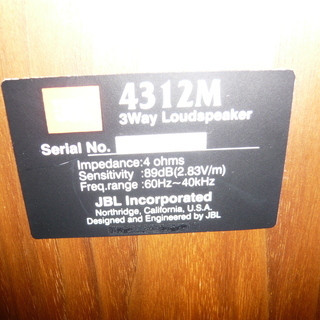 4312M
3Way Loudspeaker
Serial No.
Impedance:4 ohms
Sensitivity :89dB(2.83V/m)
Freq.range :60Hz~40kHz
JBL Incorporated
Northridge, California, U.S.A.
Designed and Engineered by JBL